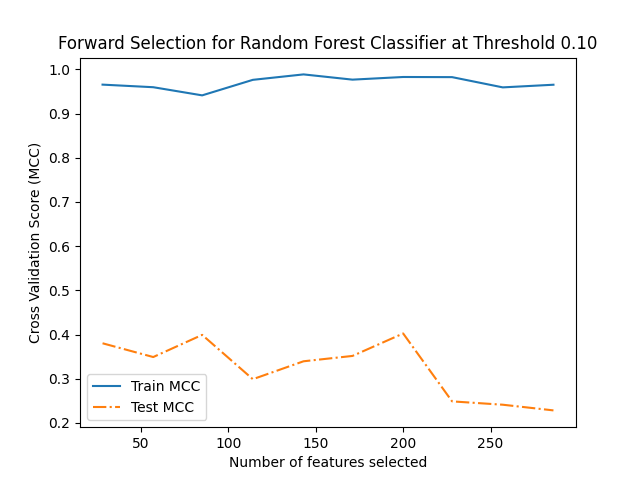 Forward Selection for Random Forest Classifier at Threshold 0.10
Cross Validation Score (MCC)
1.0
0.9
0.8
0.7
0.6
0.5
0.4
0.3
0.2
Train MCC
Test MCC
50 100 150 200 250
Number of features selected